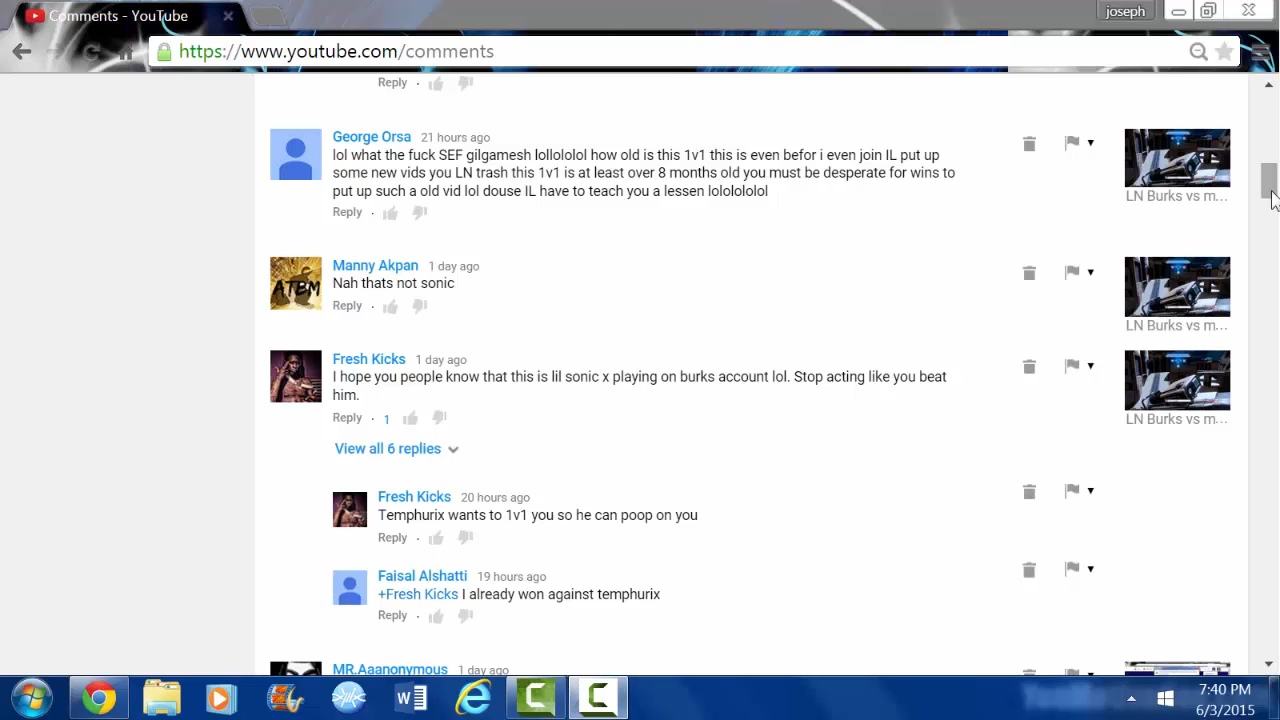 Comments - YouTube
joseph
https://www.youtube.com/comments
Reply
George Orsa 21 hours ago
lol what the fuck SEF gilgamesh lollololol how old is this 1v1 this is even befor i even join IL put up
some new vids you LN trash this 1v1 is at least over 8 months old you must be desperate for wins to
put up such a old vid lol douse IL have to teach you a lessen lolololololol
Reply
LN Burks vs m...
Manny Akpan 1 day ago
Nah thats not sonic
Reply
ATBM
LN Burks vs m...
Fresh Kicks 1 day ago
I hope you people know that this is lil sonic x playing on burks account lol. Stop acting like you beat
him.
Reply 1
LN Burks vs m...
View all 6 replies
Fresh Kicks 20 hours ago
Temphurix wants to 1v1 you so he can poop on you
Reply
Faisal Alshatti 19 hours ago
+Fresh Kicks I already won against temphurix
Reply
MR.Aaanonymous 1 day ago
7:40 PM
6/3/2015